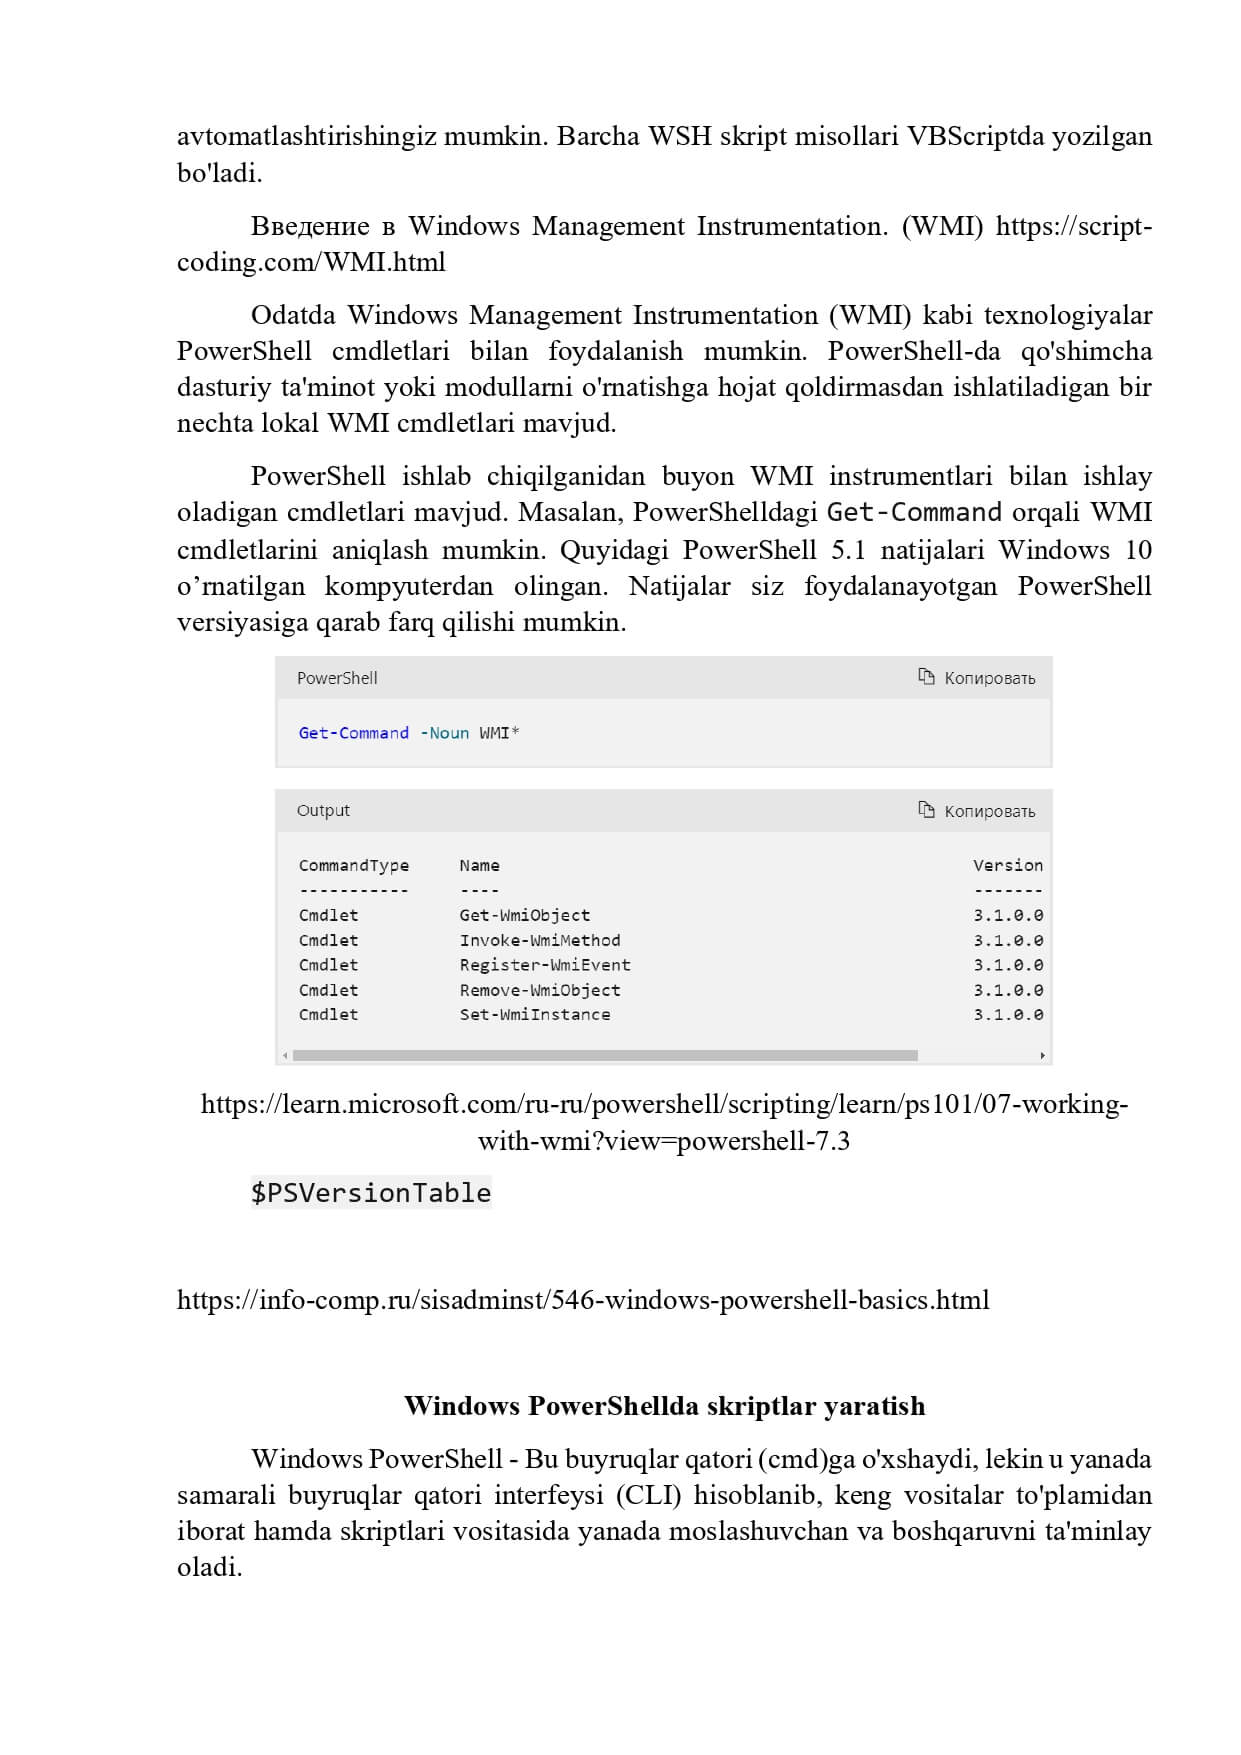 avtomatlashtirishingiz mumkin. Barcha WSH skript misollari VBScriptda yozilgan
bo'ladi.
Введение в Windows Management Instrumentation. (WMI) https://script-
coding.com/WMI.html
Odatda Windows Management Instrumentation (WMI) kabi texnologiyalar
PowerShell cmdletlari bilan foydalanish mumkin. PowerShell-da qo'shimcha
dasturiy ta'minot yoki modullarni o'rnatishga hojat qoldirmasdan ishlatiladigan bir
nechta lokal WMI cmdletlari mavjud.
PowerShell ishlab chiqilganidan buyon WMI instrumentlari bilan ishlay
oladigan cmdletlari mavjud. Masalan, PowerShelldagi Get-Command orqali WMI
cmdletlarini aniqlash mumkin. Quyidagi PowerShell 5.1 natijalari Windows 10
o’rnatilgan kompyuterdan olingan. Natijalar siz foydalanayotgan PowerShell
versiyasiga qarab farq qilishi mumkin.
PowerShell Копировать
Get-Command -Noun WMI*
Output Копировать
CommandType Name Version
----------- ---- -------
Cmdlet Get-WmiObject 3.1.0.0
Cmdlet Invoke-WmiMethod 3.1.0.0
Cmdlet Register-WmiEvent 3.1.0.0
Cmdlet Remove-WmiObject 3.1.0.0
Cmdlet Set-WmiInstance 3.1.0.0
https://learn.microsoft.com/ru-ru/powershell/scripting/learn/ps101/07-working-
with-wmi?view=powershell-7.3
$PSVersionTable
https://info-comp.ru/sisadminst/546-windows-powershell-basics.html
Windows PowerShellda skriptlar yaratish
Windows PowerShell - Bu buyruqlar qatori (cmd)ga o'xshaydi, lekin u yanada
samarali buyruqlar qatori interfeysi (CLI) hisoblanib, keng vositalar to'plamidan
iborat hamda skriptlari vositasida yanada moslashuvchan va boshqaruvni ta'minlay
oladi.